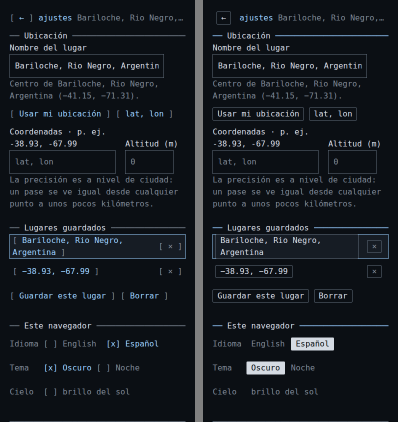 [ ← ] ajustes Bariloche, Río Negro,…
Ubicación
Nombre del lugar
Bariloche, Río Negro, Argentin
Centro de Bariloche, Río Negro,
Argentina (−41.15, −71.31).
[ Usar mi ubicación ] [ lat, lon ]
Coordenadas · p. ej.
-38.93, -67.99
Altitud (m)
lat, lon
0
La precisión es a nivel de ciudad:
un pase se ve igual desde cualquier
punto a unos pocos kilómetros.
Lugares guardados
[ Bariloche, Río Negro,
Argentina ]
[ × ]
[ −38.93, −67.99 ]
[ × ]
[ Guardar este lugar ] [ Borrar ]
Este navegador
Idioma [ ] English [x] Español
Tema [x] Oscuro [ ] Noche
Cielo [ ] brillo del sol
← ajustes Bariloche, Río Negro,…
Ubicación
Nombre del lugar
Bariloche, Río Negro, Argentin
Centro de Bariloche, Río Negro,
Argentina (−41.15, −71.31).
Usar mi ubicación lat, lon
Coordenadas · p. ej.
-38.93, -67.99
Altitud (m)
lat, lon
0
La precisión es a nivel de ciudad:
un pase se ve igual desde cualquier
punto a unos pocos kilómetros.
Lugares guardados
Bariloche, Río Negro,
Argentina
×
−38.93, −67.99
×
Guardar este lugar Borrar
Este navegador
Idioma English Español
Tema Oscuro Noche
Cielo brillo del sol